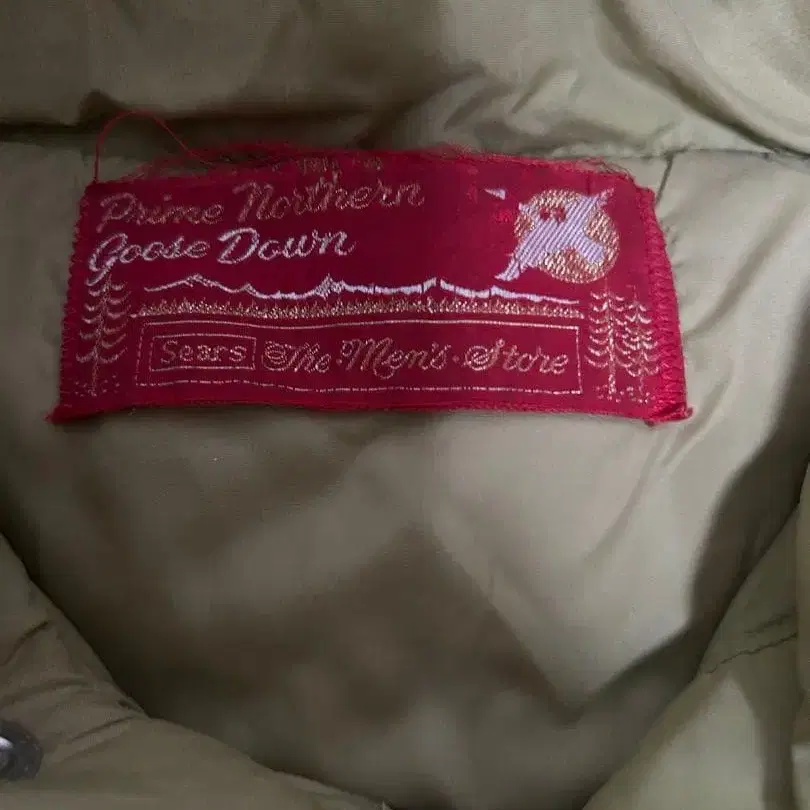 Prime Northern
Goose Down
Sears The Men's Store